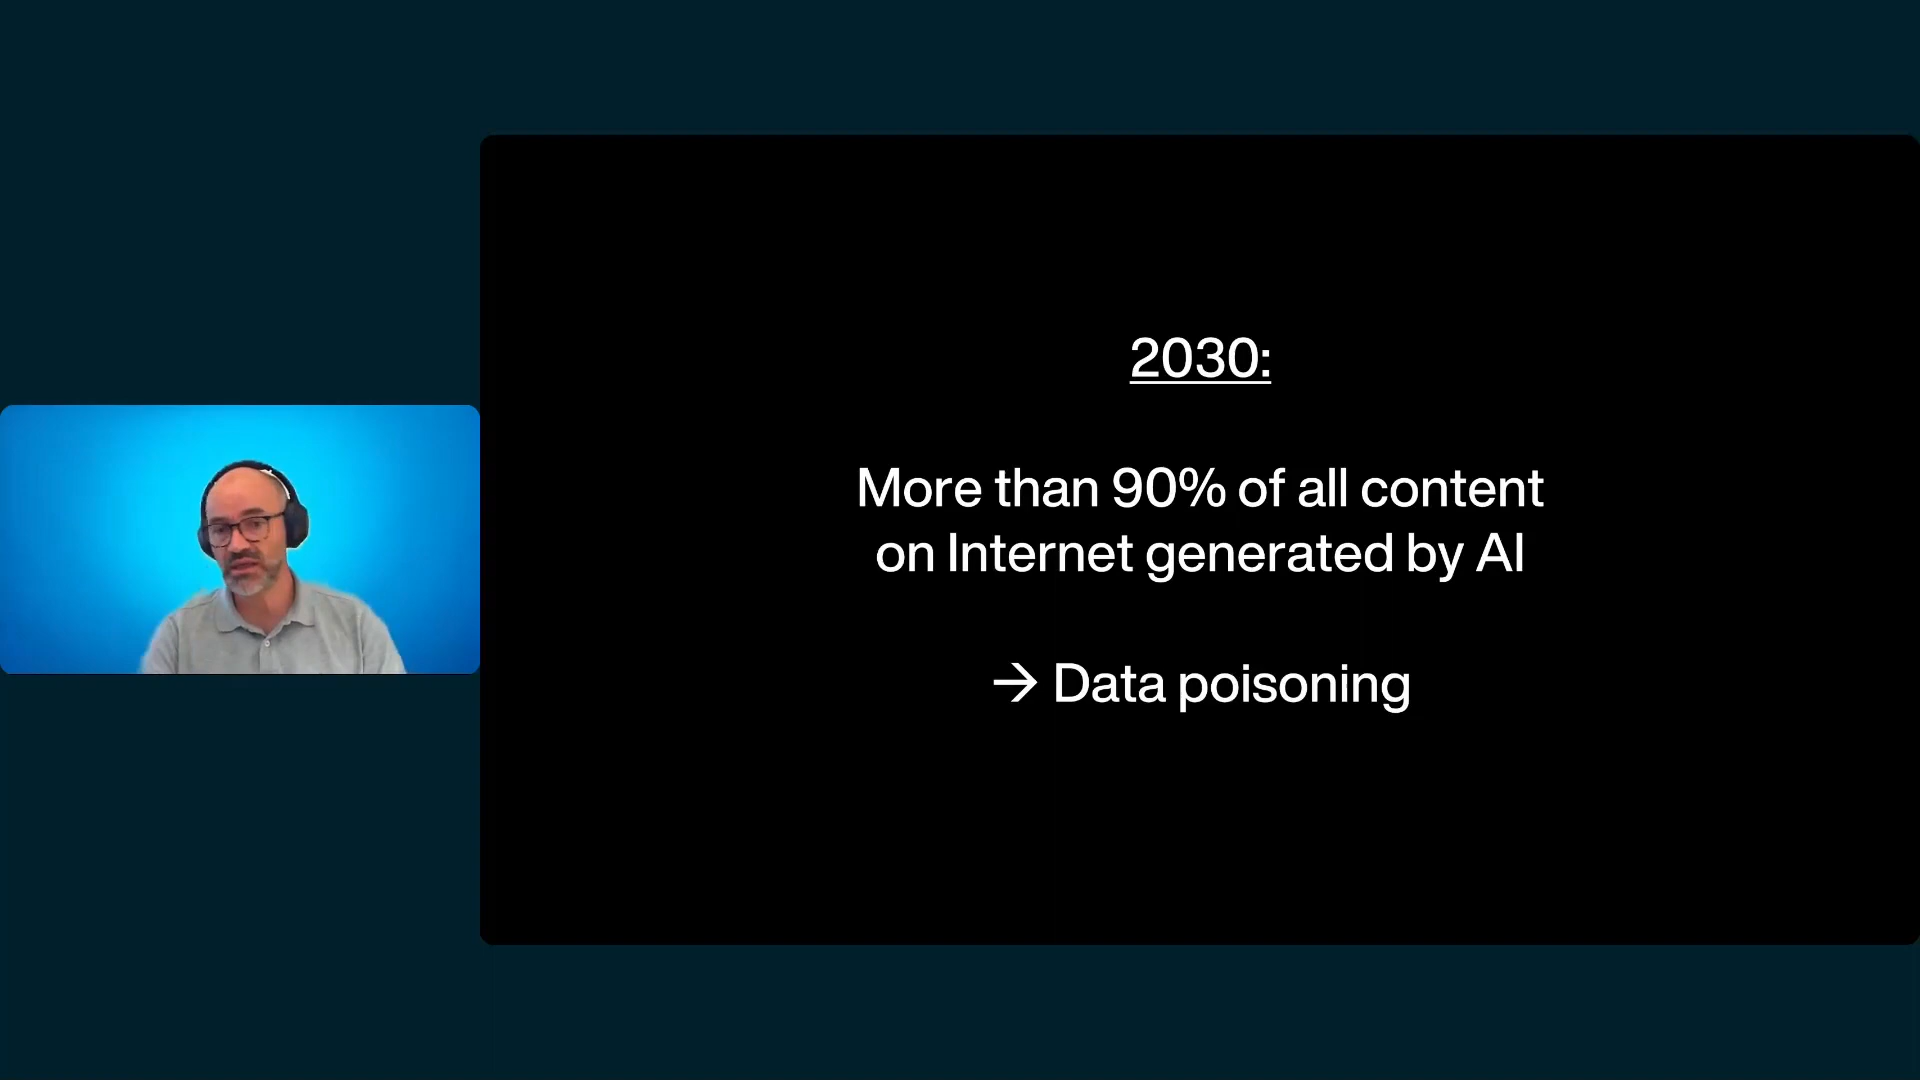 2030:
More than 90% of all content
on Internet generated by AI
→ Data poisoning